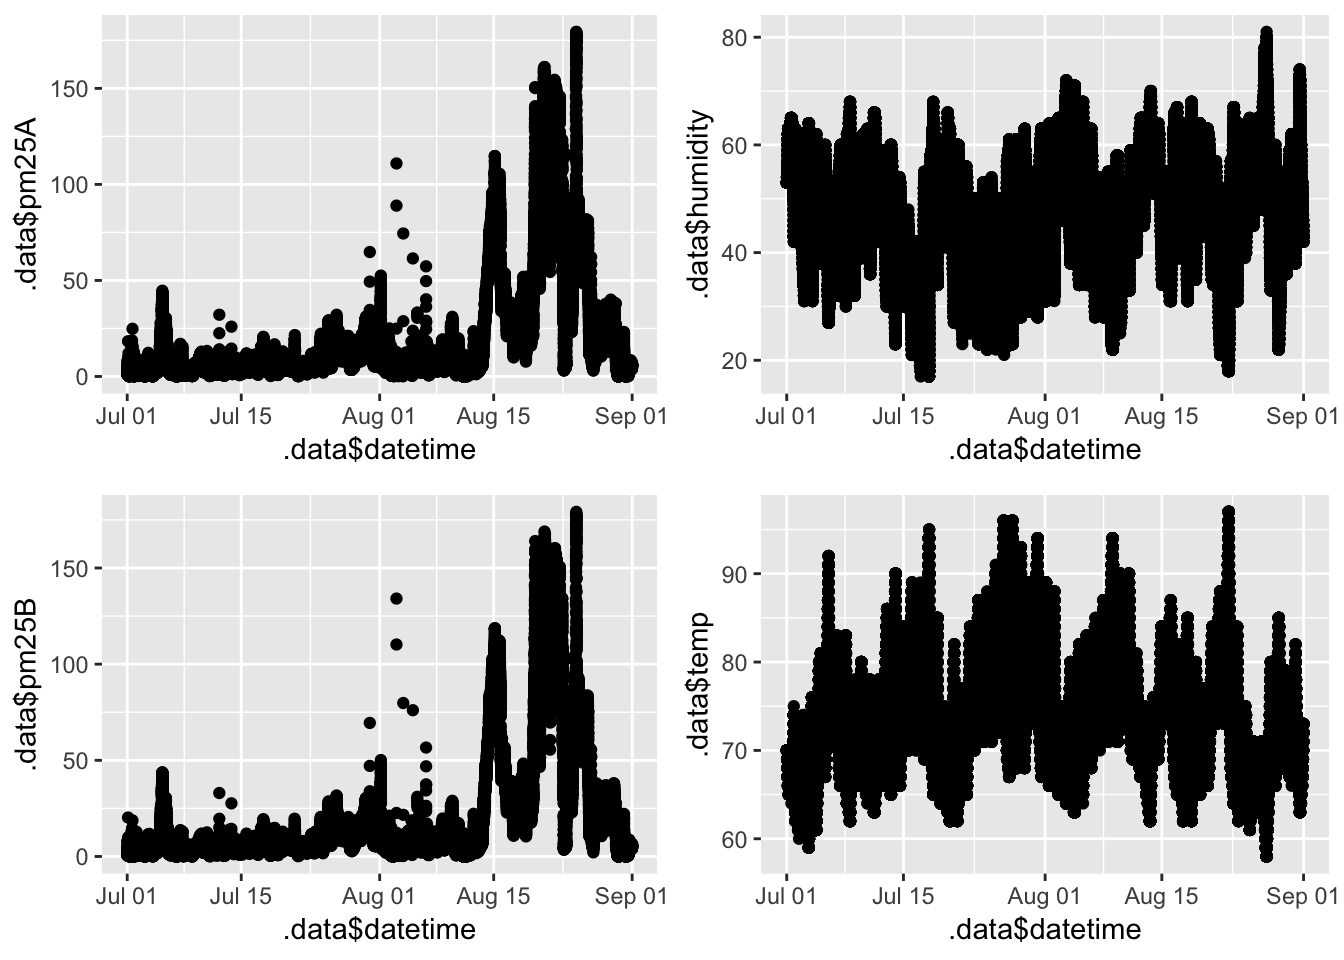 .data$pm25A
150
100
50
0
Jul 01 Jul 15 Aug 01 Aug 15 Sep 01
.data$datetime
.data$humidity
80
60
40
20
Jul 01 Jul 15 Aug 01 Aug 15 Sep 01
.data$datetime
.data$pm25B
150
100
50
0
Jul 01 Jul 15 Aug 01 Aug 15 Sep 01
.data$datetime
.data$temp
90
80
70
60
Jul 01 Jul 15 Aug 01 Aug 15 Sep 01
.data$datetime